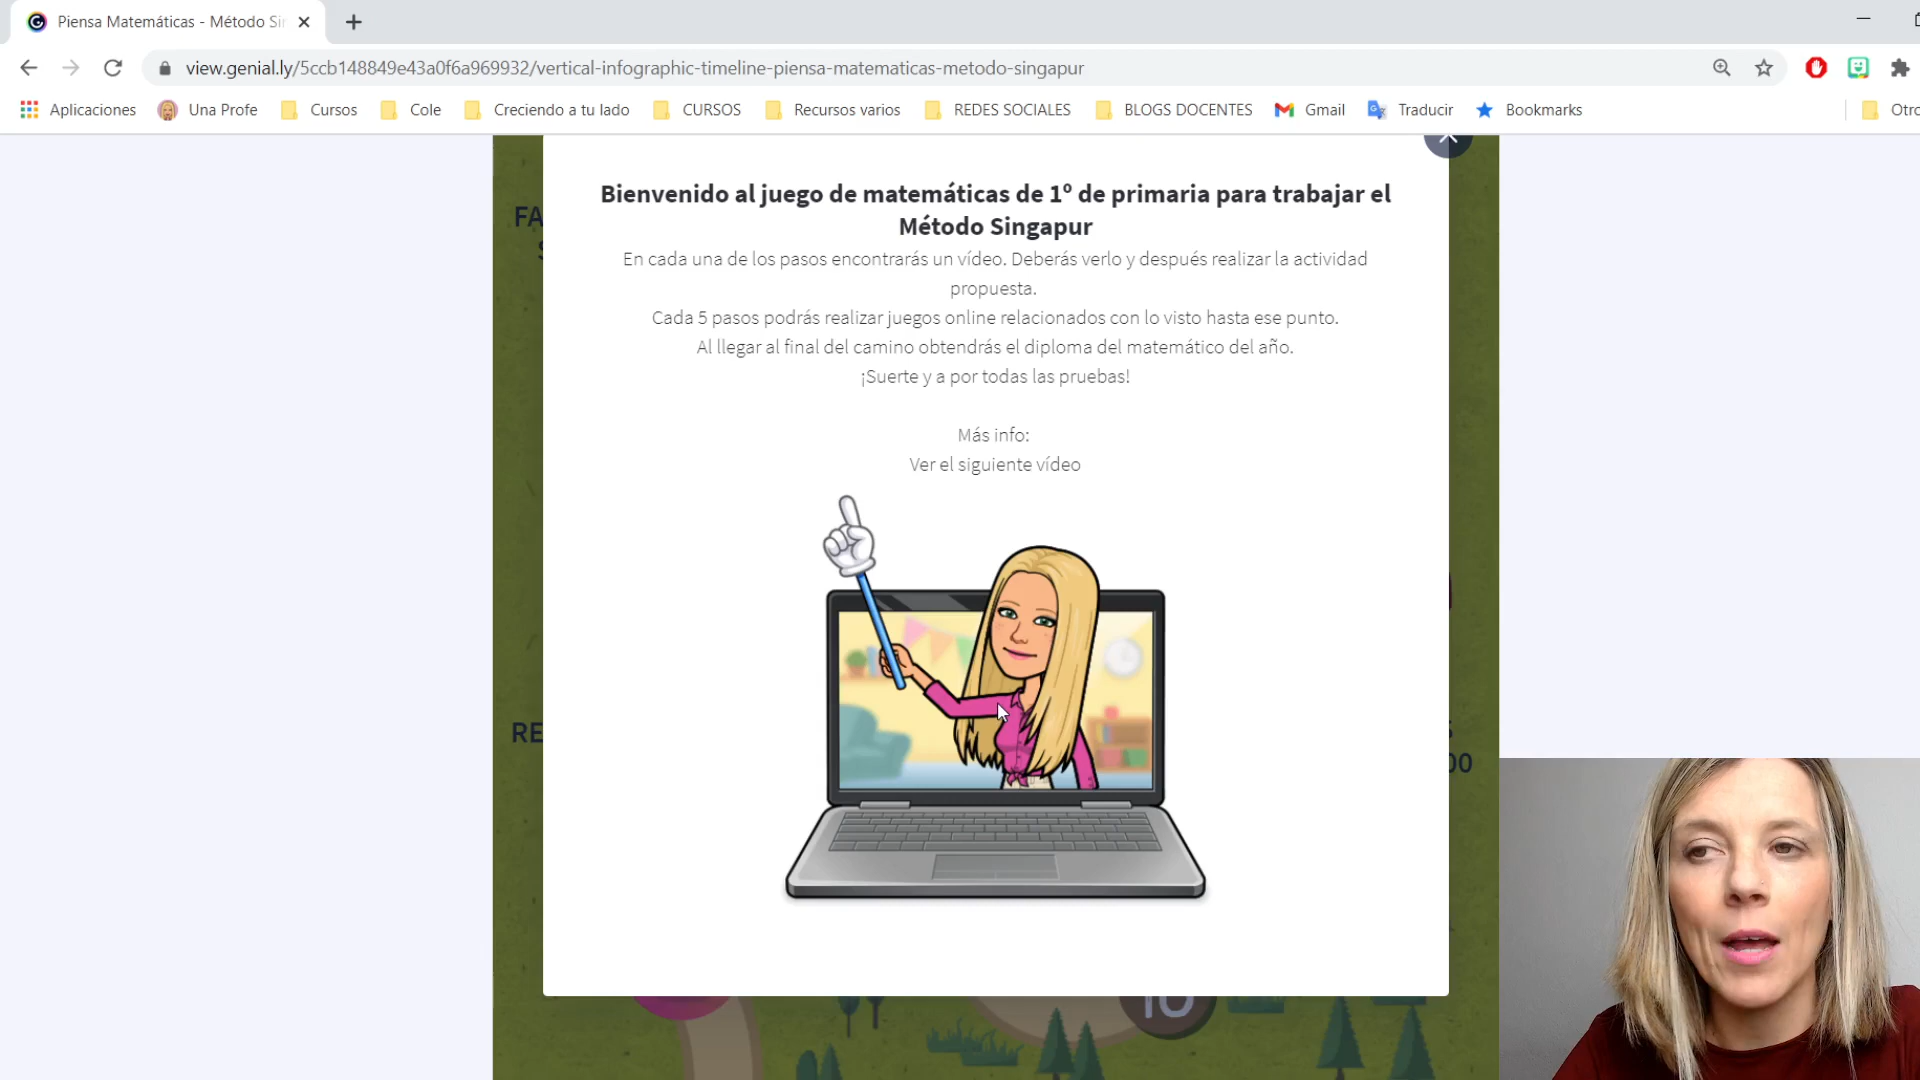 Piensa Matemáticas - Método Si
view.genial.ly/5ccb148849e43a0f6a969932/vertical-infographic-timeline-piensa-matematicas-metodo-singapur
Aplicaciones Una Profe Cursos Cole Creciendo a tu lado CURSOS Recursos varios REDES SOCIALES BLOGS DOCENTES Gmail Traducir Bookmarks Otro
Bienvenido al juego de matemáticas de 1º de primaria para trabajar el
Método Singapur
En cada una de los pasos encontrarás un vídeo. Deberás verlo y después realizar la actividad
propuesta.
Cada 5 pasos podrás realizar juegos online relacionados con lo visto hasta ese punto.
Al llegar al final del camino obtendrás el diploma del matemático del año.
¡Suerte y a por todas las pruebas!
Más info:
Ver el siguiente vídeo
FA
RE
00
10